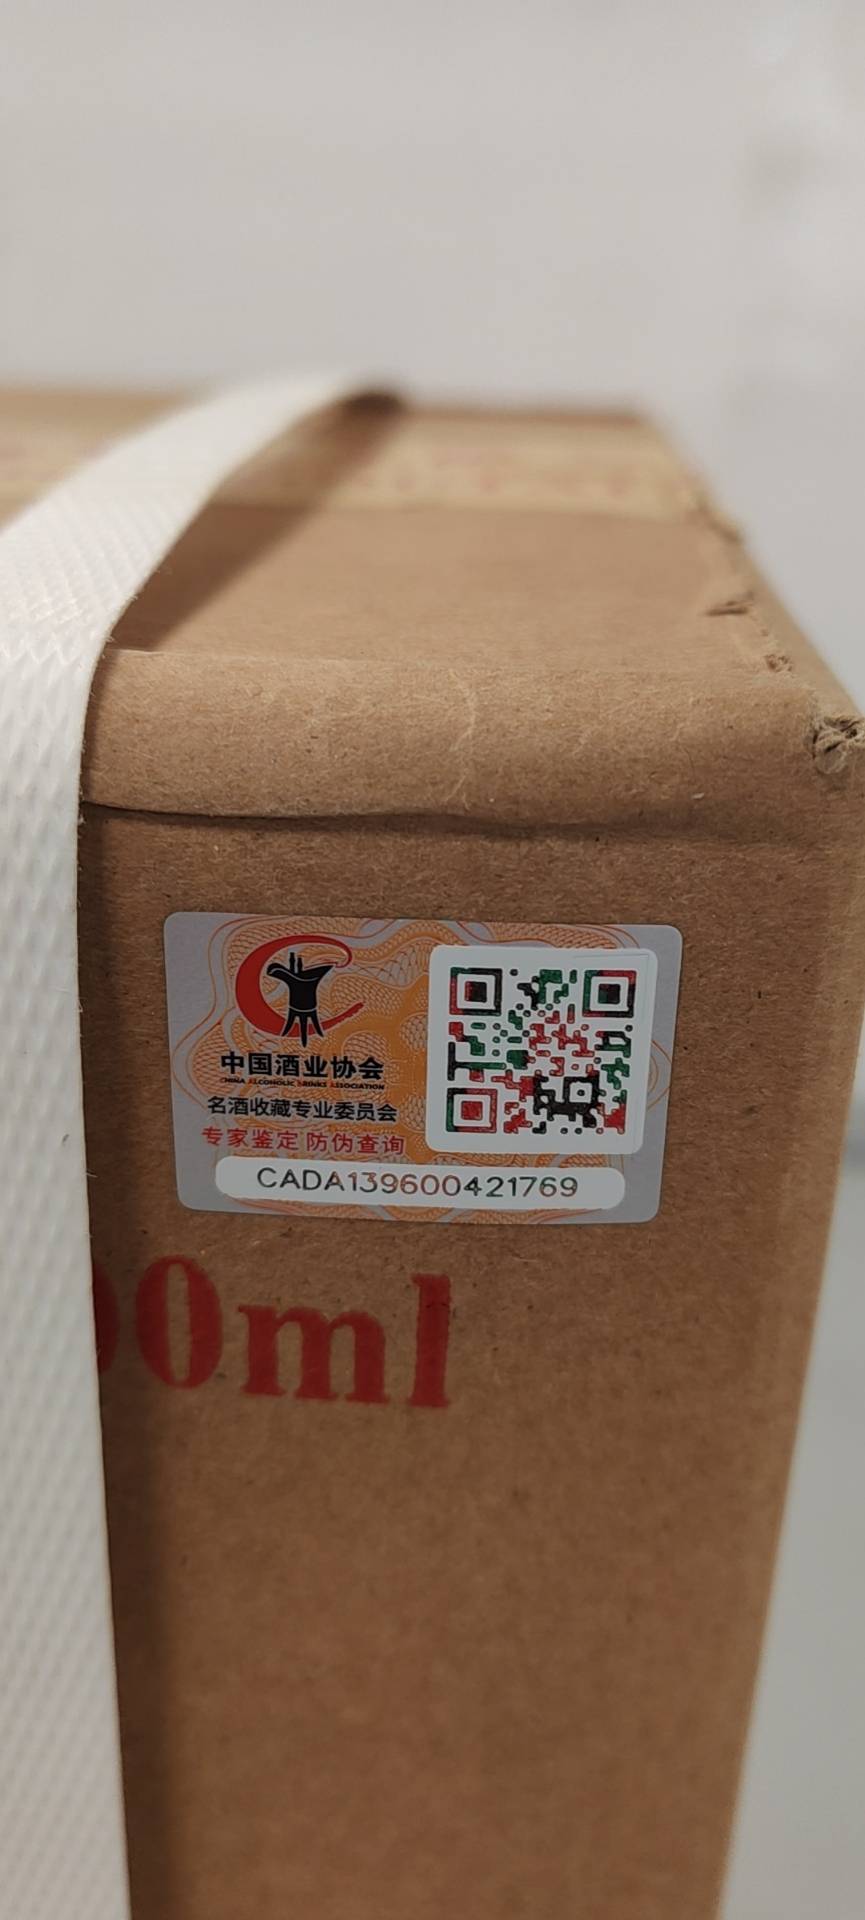 中国酒业协会
CHINA ALCOHOLIC DRINKS ASSOCIATION
名酒收藏专业委员会
专家鉴定 防伪查询
CADA139600421769
0ml